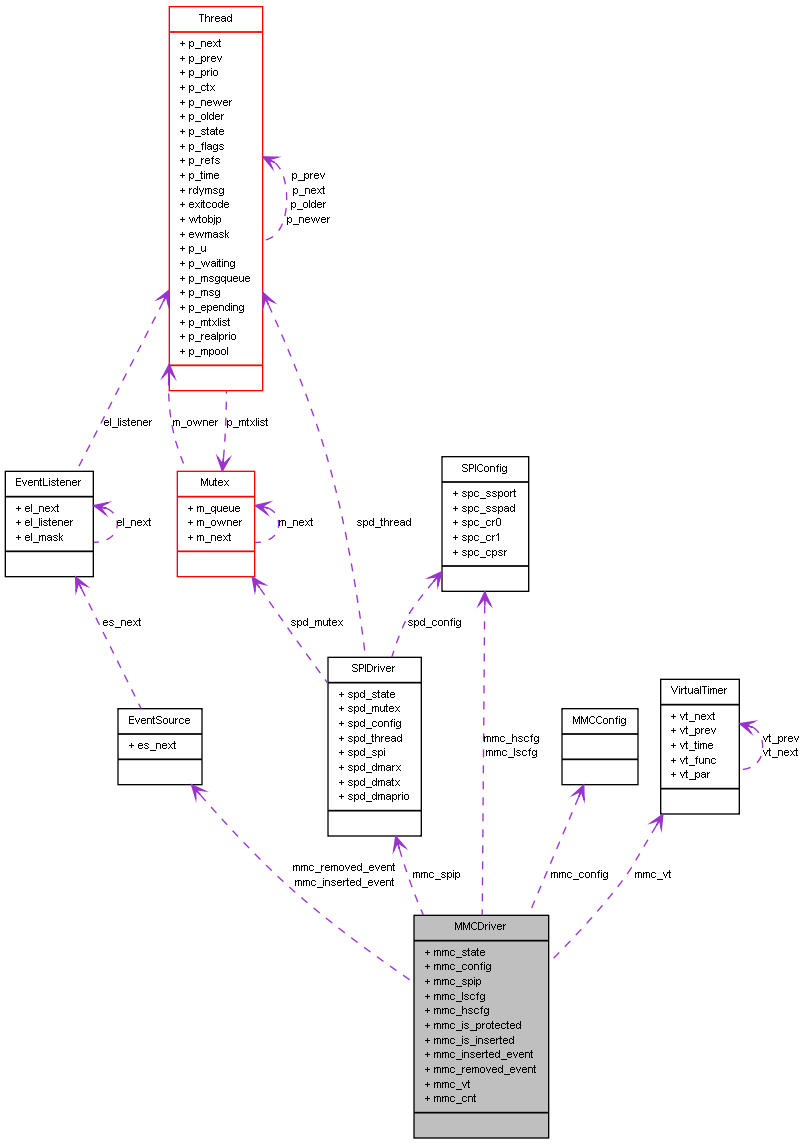 Thread
+ p_next
+ p_prev
+ p_prio
+ p_ctx
+ p_newer
+ p_older
+ p_state
+ p_flags
+ p_refs
+ p_time
+ rdymsg
+ exitcode
+ wtobjp
+ ewmask
+ p_u
+ p_waiting
+ p_msgqueue
+ p_msg
+ p_epending
+ p_mtxlist
+ p_realprio
+ p_mpool
p_prev
p_next
p_older
p_newer
el_listener
m_owner
p_mtxlist
EventListener
+ el_next
+ el_listener
+ el_mask
el_next
Mutex
+ m_queue
+ m_owner
+ m_next
m_next
spd_thread
SPIConfig
+ spc_ssport
+ spc_sspad
+ spc_cr0
+ spc_cr1
+ spc_cpsr
es_next
spd_mutex
spd_config
EventSource
+ es_next
SPIDriver
+ spd_state
+ spd_mutex
+ spd_config
+ spd_thread
+ spd_spi
+ spd_dmarx
+ spd_dmatx
+ spd_dmaprio
mmc_hscfg
mmc_lscfg
MMCConfig
VirtualTimer
+ vt_next
+ vt_prev
+ vt_time
+ vt_func
+ vt_par
vt_prev
vt_next
mmc_removed_event
mmc_inserted_event
mmc_spip
mmc_config
mmc_vt
MMCDriver
+ mmc_state
+ mmc_config
+ mmc_spip
+ mmc_lscfg
+ mmc_hscfg
+ mmc_is_protected
+ mmc_is_inserted
+ mmc_inserted_event
+ mmc_removed_event
+ mmc_vt
+ mmc_cnt